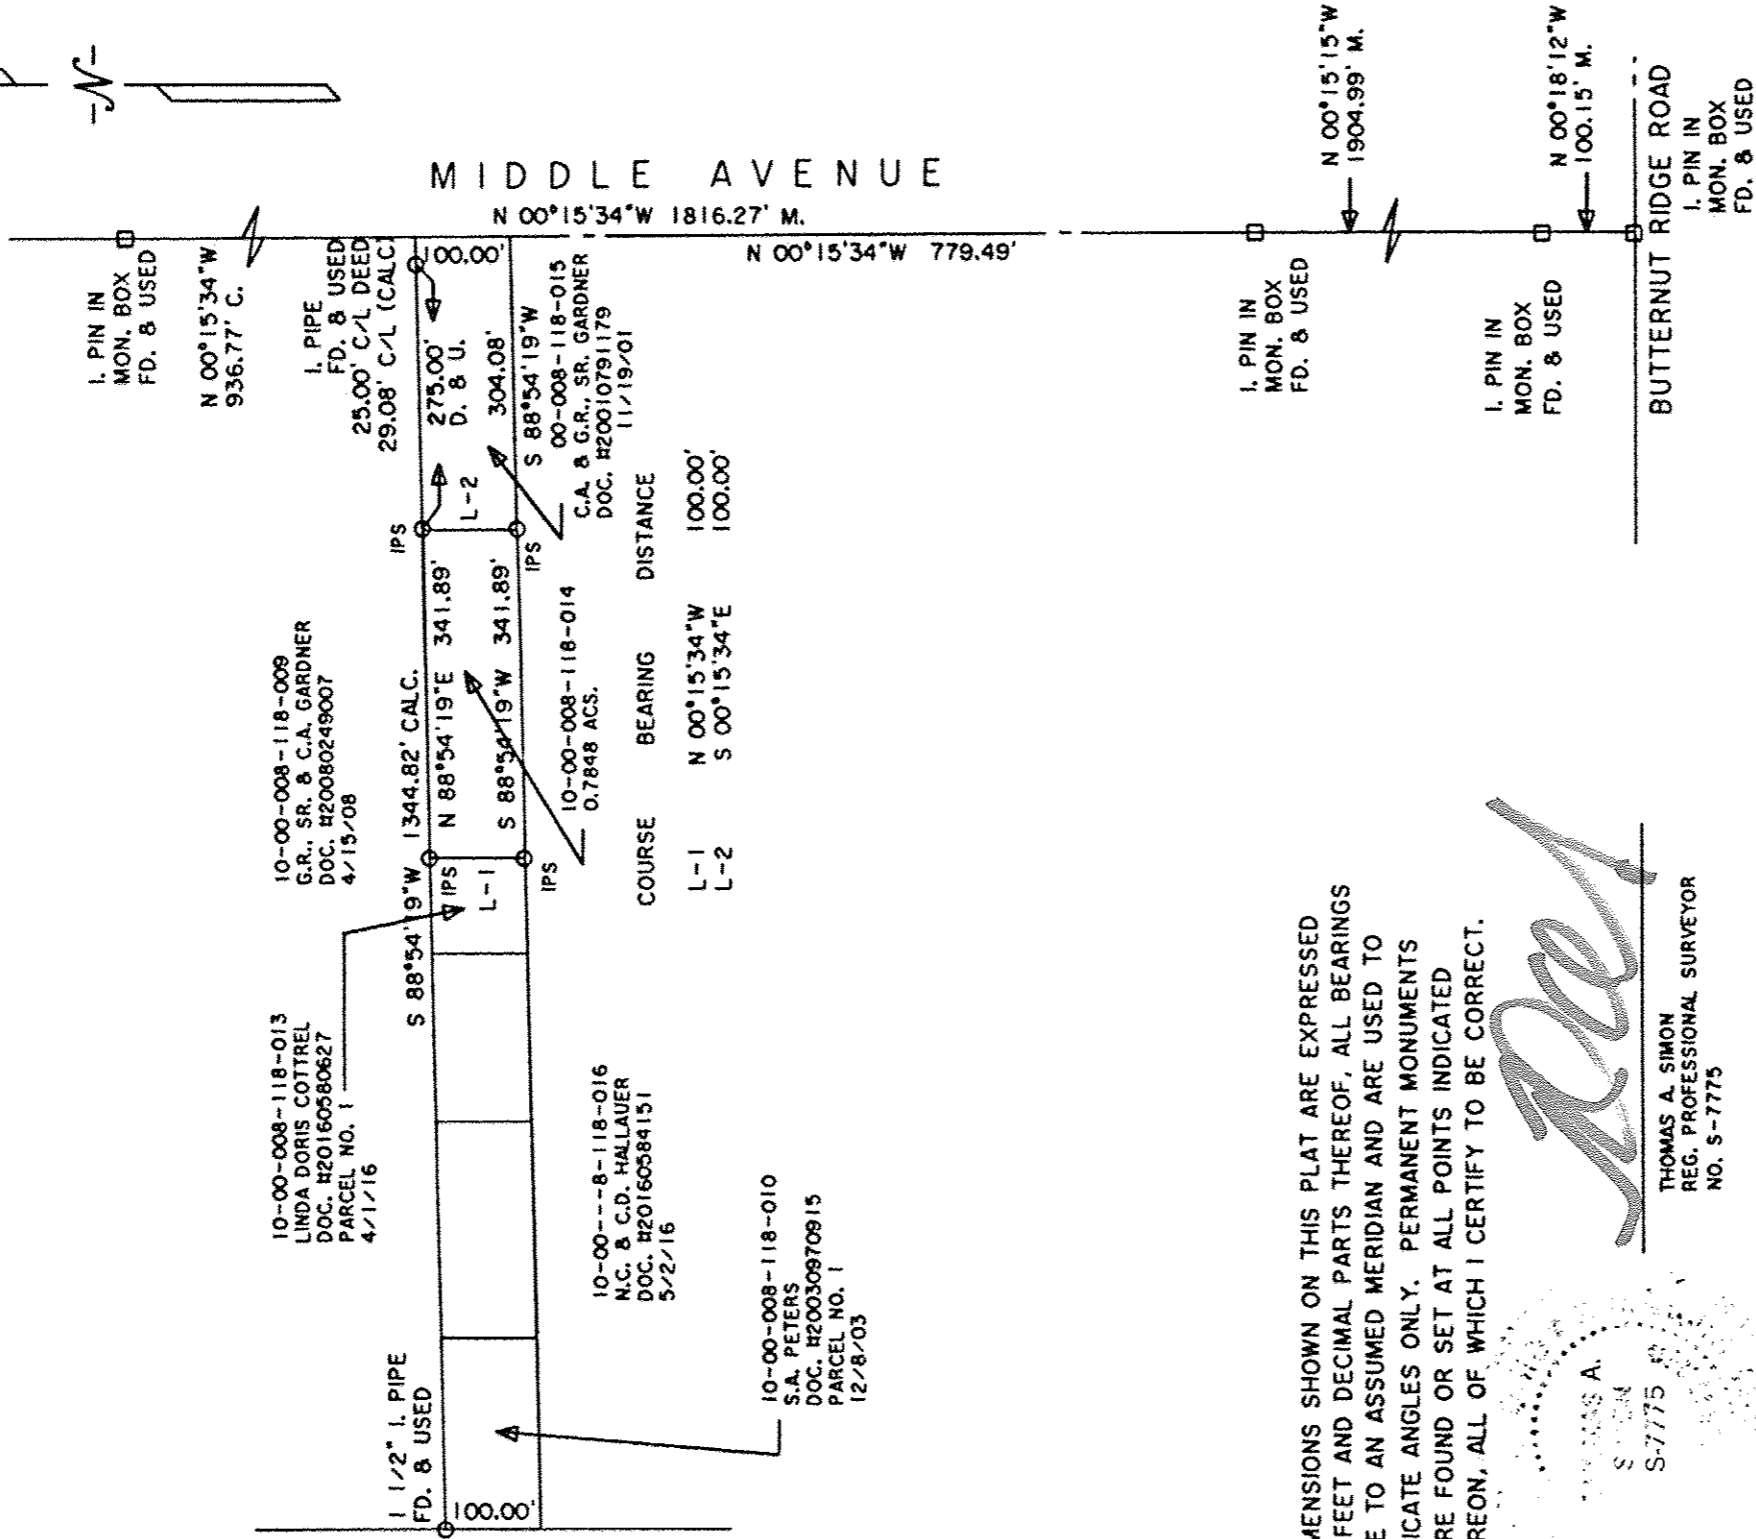 MIDDLE AVENUE
N 00°15'34"W 1816.27' M.
N 00°15'34"W 779.49'
I. PIN IN
MON. BOX
FD. & USED
N 00°15'34"W
936.77' C.
I. PIPE
FD. & USED
25.00' C/L DEED
29.08' C/L (CALC)
100.00'
275.00'
D. & U.
304.08'
S 88°54'19"W
00-008-118-015
C.A. & G.R., SR. GARDNER
DOC. #20010791179
11/19/01
L-2
IPS
IPS
N 00°15'15"W
1904.99' M.
N 00°18'12"W
100.15' M.
I. PIN IN
MON. BOX
FD. & USED
I. PIN IN
MON. BOX
FD. & USED
BUTTERNUT RIDGE ROAD
I. PIN IN
MON. BOX
FD. & USED
10-00-008-118-009
G.R., SR. & C.A. GARDNER
DOC. #20080249007
4/15/08
S 88°54'19"W 1344.82' CALC.
N 88°54'19"E 341.89'
S 88°54'19"W 341.89'
10-00-008-118-014
0.7848 ACS.
IPS
L-1
IPS
COURSE BEARING DISTANCE
L-1 N 00°15'34"W 100.00'
L-2 S 00°15'34"E 100.00'
10-00-008-118-013
LINDA DORIS COTTREL
DOC. #20160580627
PARCEL NO. 1
4/1/16
10-00---8-118-016
N.C. & C.D. HALLAUER
DOC. #20160584151
5/2/16
10-00-008-118-010
S.A. PETERS
DOC. #20030970915
PARCEL NO. 1
12/8/03
1 1/2" I. PIPE
FD. & USED
100.00'
MENSIONS SHOWN ON THIS PLAT ARE EXPRESSED
FEET AND DECIMAL PARTS THEREOF, ALL BEARINGS
E TO AN ASSUMED MERIDIAN AND ARE USED TO
ICATE ANGLES ONLY. PERMANENT MONUMENTS
RE FOUND OR SET AT ALL POINTS INDICATED
REON, ALL OF WHICH I CERTIFY TO BE CORRECT.
THOMAS A. SIMON
REG. PROFESSIONAL SURVEYOR
NO. S-7775
A.
S-7775